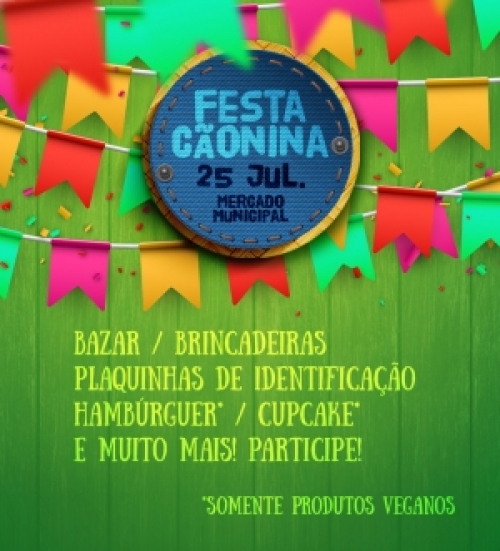 FESTA
CÃONINA
25 JUL.
MERCADO
MUNICIPAL
BAZAR / BRINCADEIRAS
PLAQUINHAS DE IDENTIFICAÇÃO
HAMBÚRGUER* / CUPCAKE*
E MUITO MAIS! PARTICIPE!
*SOMENTE PRODUTOS VEGANOS